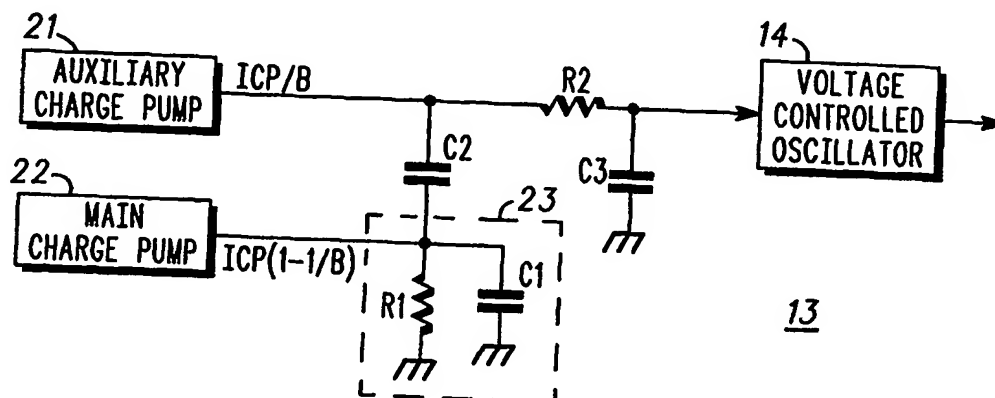 21
AUXILIARY
CHARGE PUMP
ICP/B
R2
14
VOLTAGE
CONTROLLED
OSCILLATOR
C2
C3
22
MAIN
CHARGE PUMP
ICP(1-1/B)
23
R1
C1
13